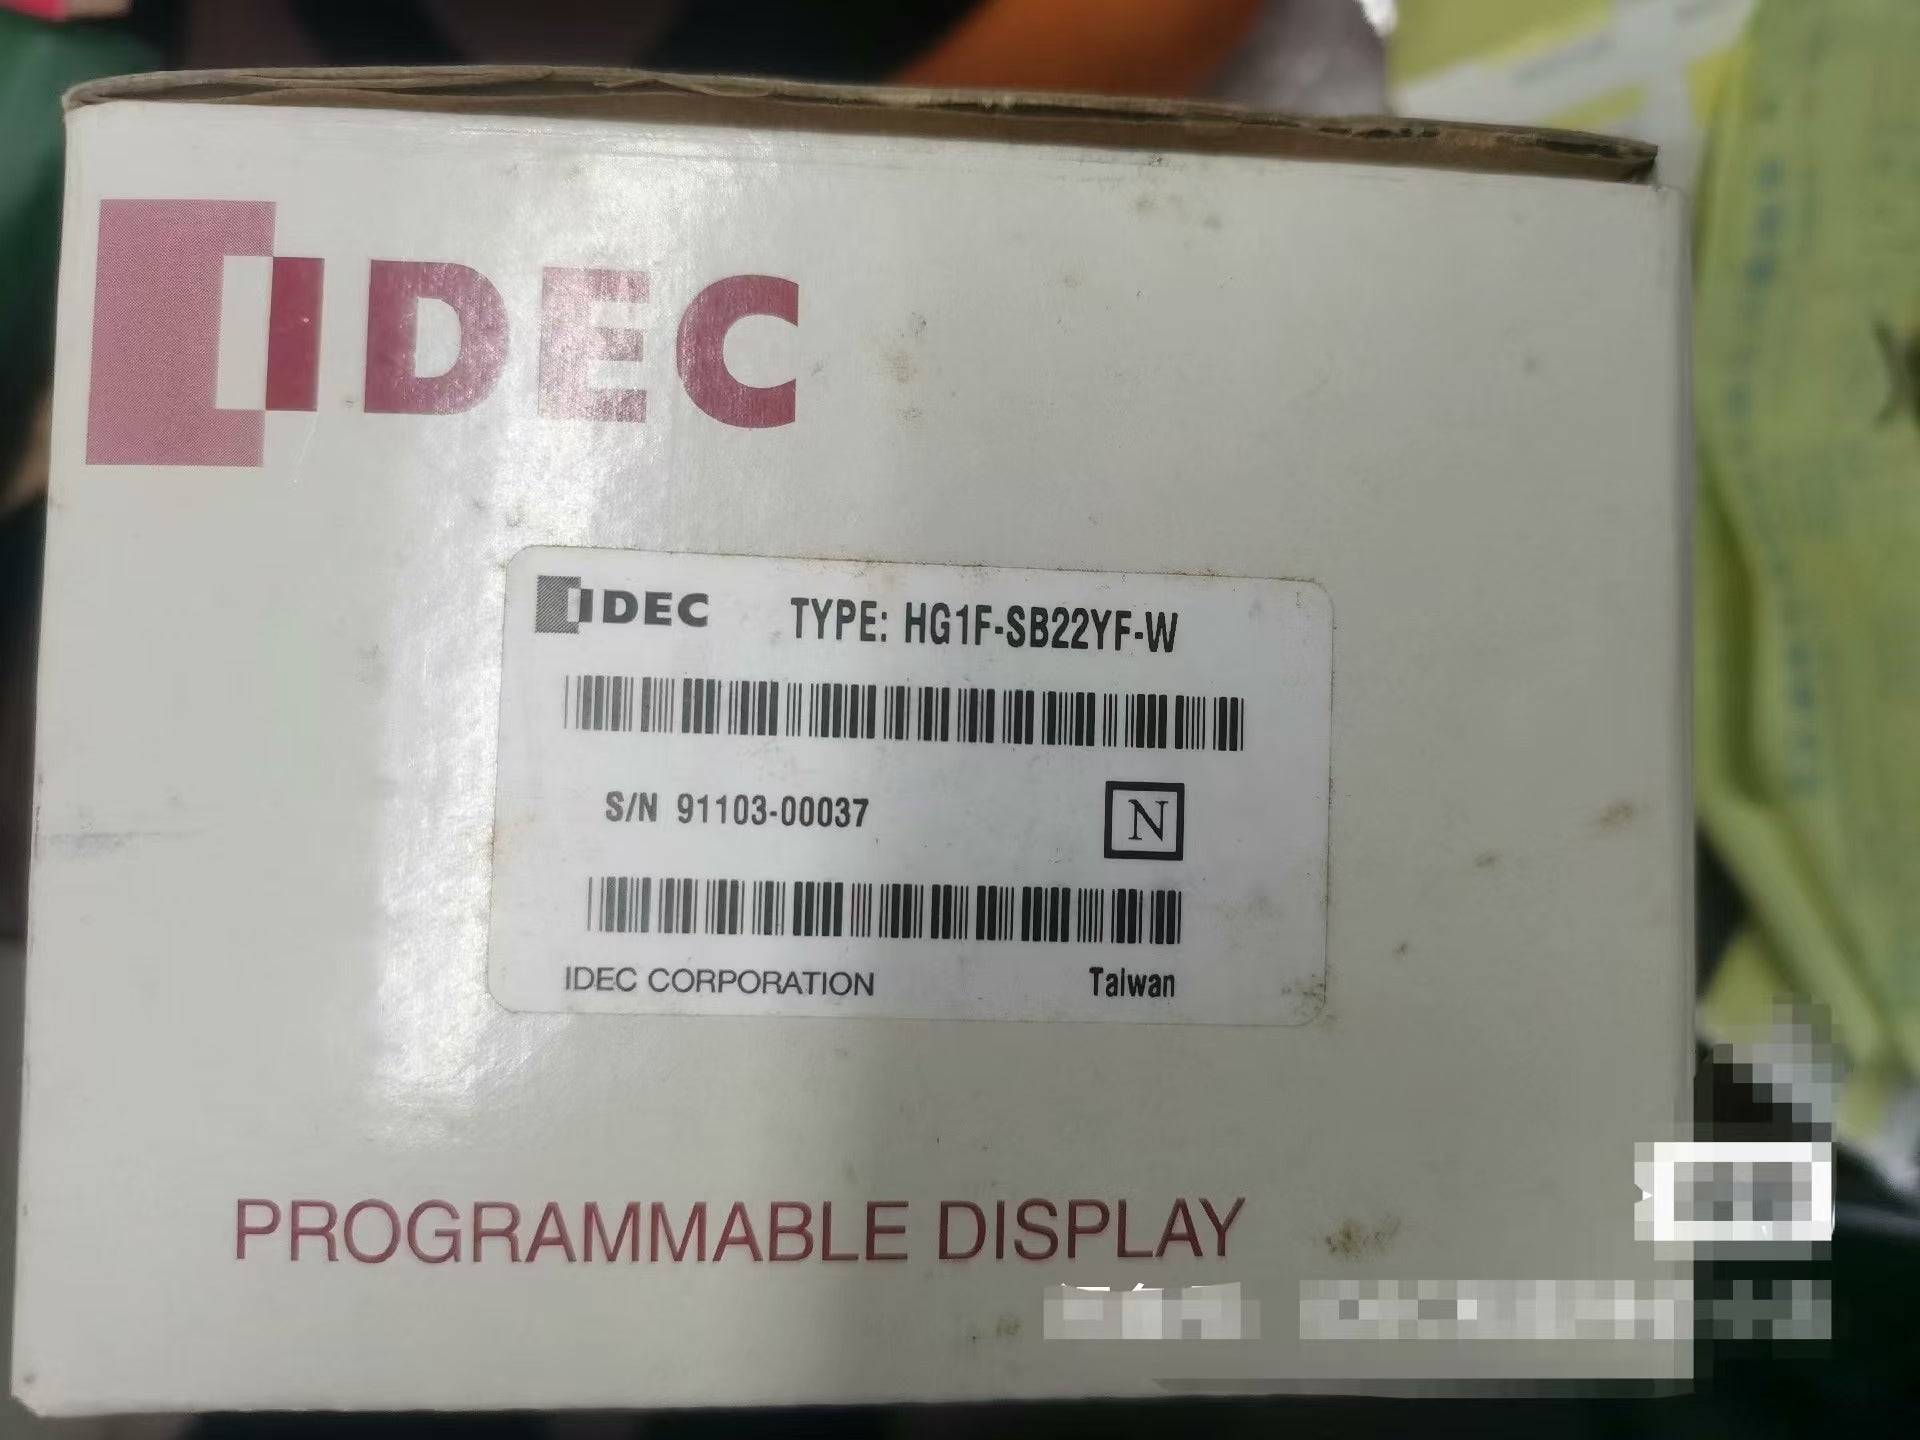 IDEC
IDEC TYPE: HG1F-SB22YF-W
S/N 91103-00037 N
IDEC CORPORATION Taiwan
PROGRAMMABLE DISPLAY